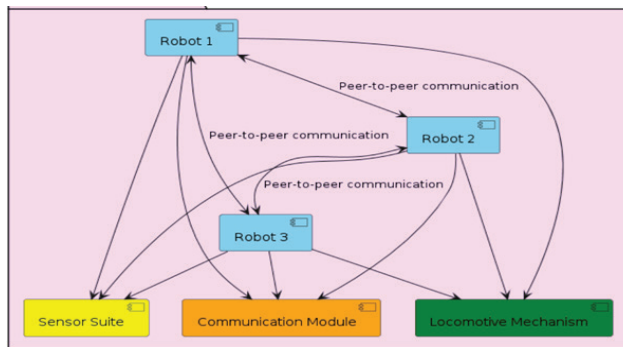 Robot 1
Peer-to-peer communication
Peer-to-peer communication
Robot 2
Peer-to-peer communication
Robot 3
Sensor Suite
Communication Module
Locomotive Mechanism